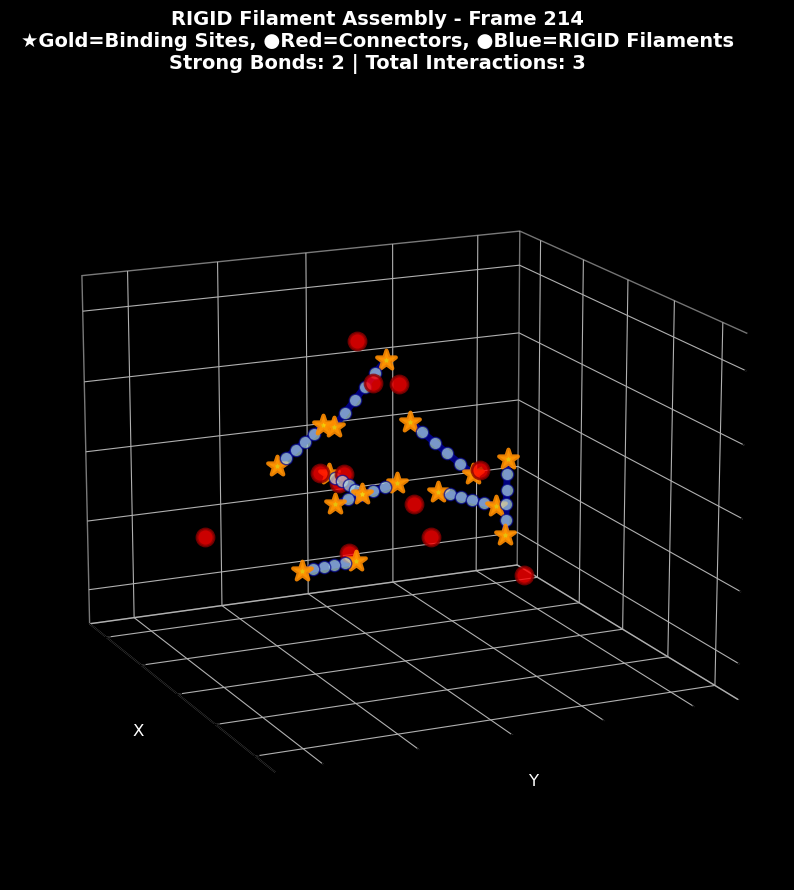 RIGID Filament Assembly - Frame 214
★Gold=Binding Sites, ●Red=Connectors, ●Blue=RIGID Filaments
Strong Bonds: 2 | Total Interactions: 3
X
Y